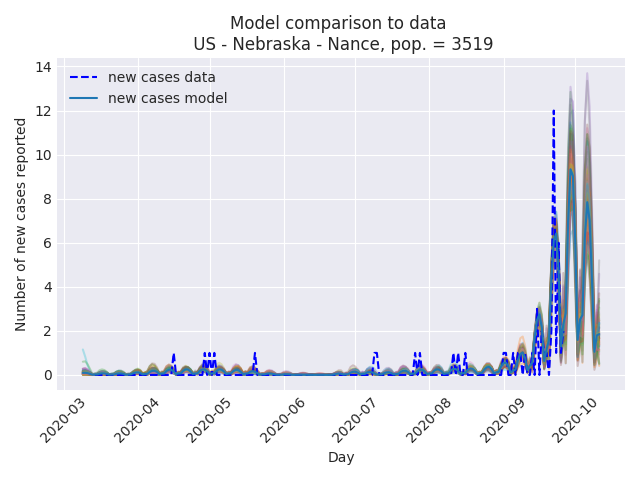 Model comparison to data
US - Nebraska - Nance, pop. = 3519
new cases data
new cases model
Number of new cases reported
14
12
10
8
6
4
2
0
2020-03
2020-04
2020-05
2020-06
2020-07
2020-08
2020-09
2020-10
Day